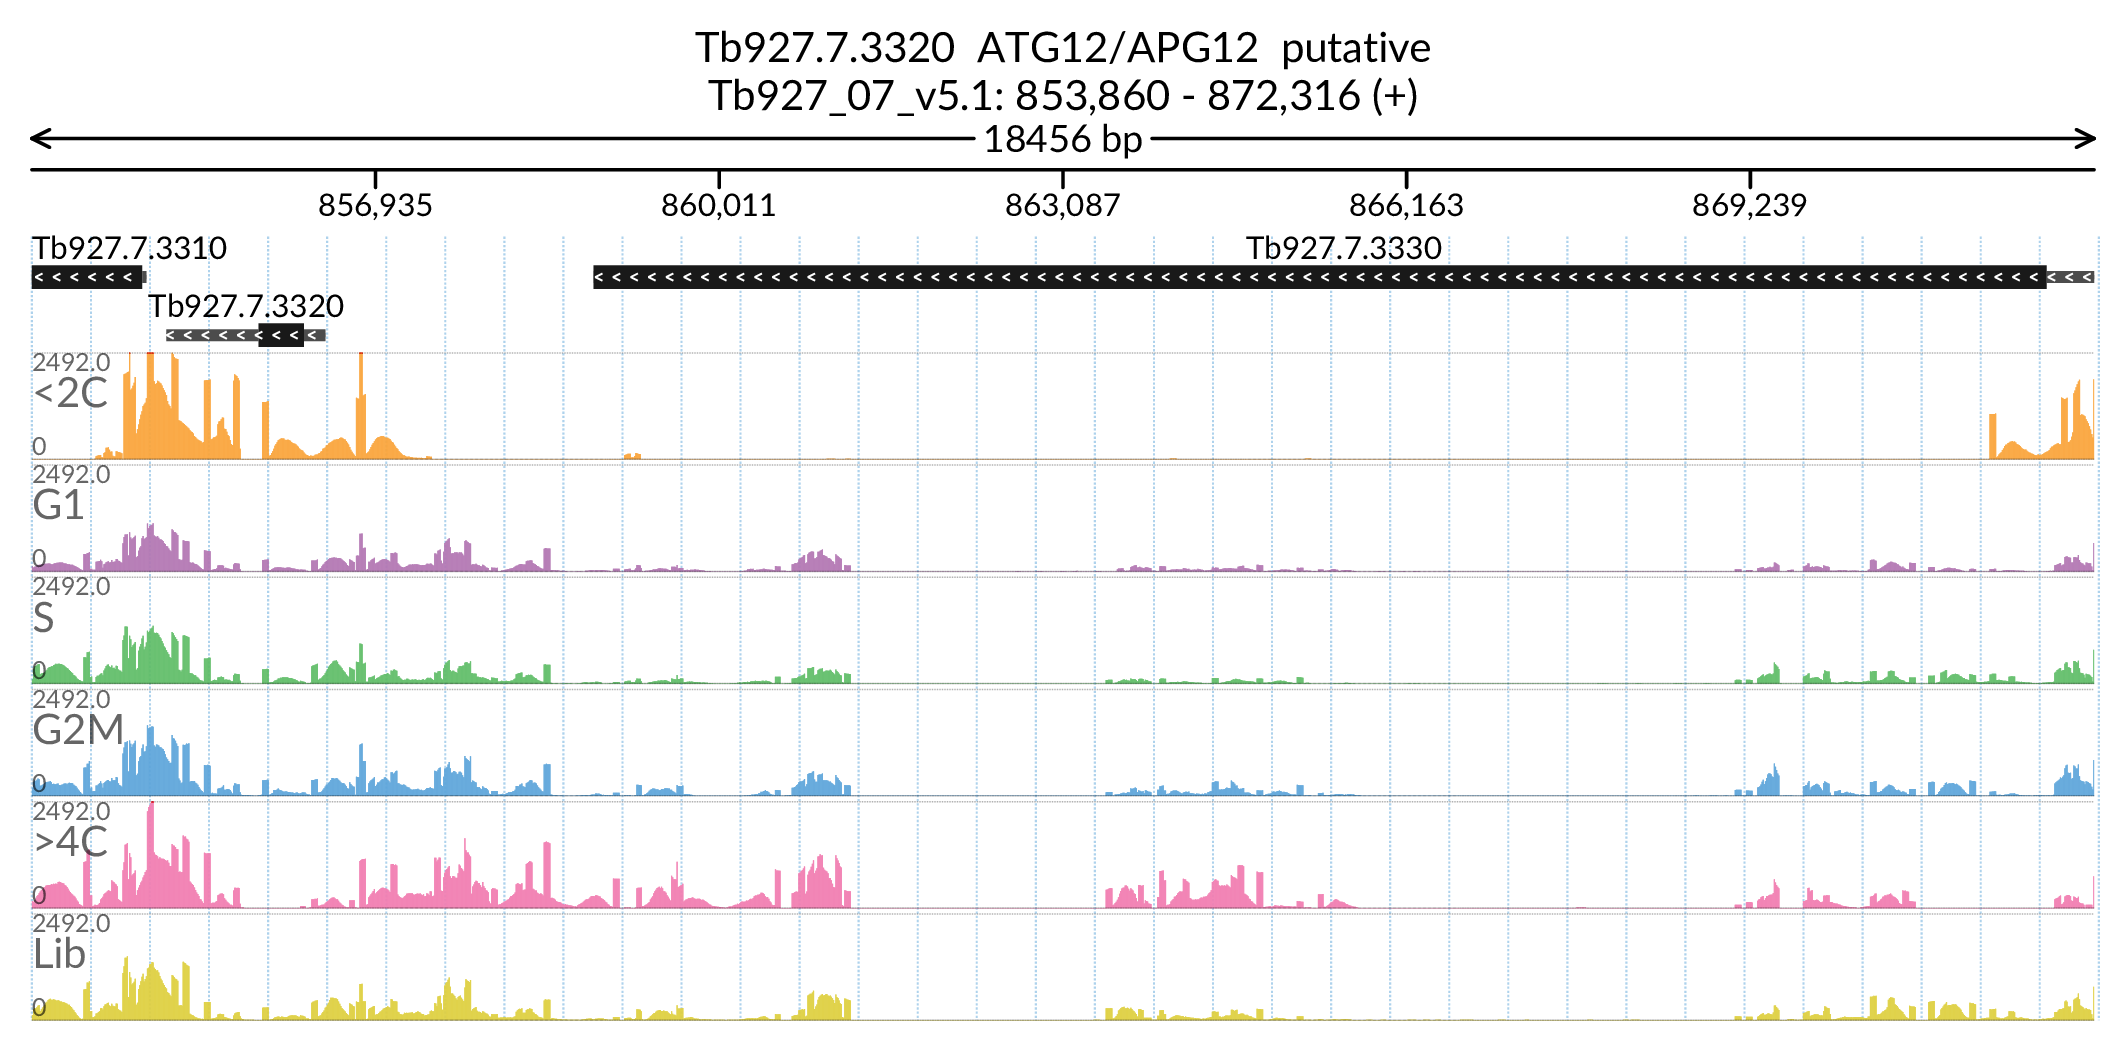 Tb927.7.3320 ATG12/APG12 putative
Tb927_07_v5.1: 853,860 - 872,316 (+)
18456 bp
856,935 860,011 863,087 866,163 869,239
Tb927.7.3310 Tb927.7.3330
Tb927.7.3320
2492.0
<2C
0
2492.0
G1
0
2492.0
S
0
2492.0
G2M
0
2492.0
>4C
0
2492.0
Lib
0